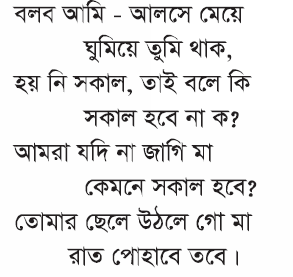 বলব আমি - আলসে মেয়ে
ঘুমিয়ে তুমি থাক,
হয় নি সকাল, তাই বলে কি
সকাল হবে না ক?
আমরা যদি না জাগি মা
কেমনে সকাল হবে?
তোমার ছেলে উঠলে গো মা
রাত পোহাবে তবে।